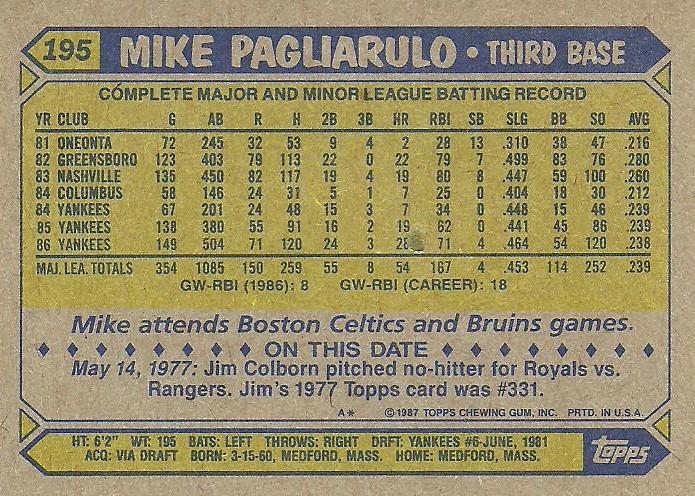 195 MIKE PAGLIARULO • THIRD BASE
COMPLETE MAJOR AND MINOR LEAGUE BATTING RECORD
YR CLUB G AB R H 2B 3B HR RBI SB SLG BB SO AVG
81 ONEONTA 72 245 32 53 9 4 2 28 13 .310 38 47 .216
82 GREENSBORO 123 403 79 113 22 0 22 79 7 .499 83 76 .280
83 NASHVILLE 135 450 82 117 19 4 19 80 8 .447 59 100 .260
84 COLUMBUS 58 146 24 31 5 1 7 25 0 .404 18 30 .212
84 YANKEES 67 201 24 48 15 3 7 34 0 .448 15 46 .239
85 YANKEES 138 380 55 91 16 2 19 62 0 .441 45 86 .239
86 YANKEES 149 504 71 120 24 3 28 71 4 .464 54 120 .238
MAJ. LEA. TOTALS 354 1085 150 259 55 8 54 167 4 .453 114 252 .239
GW-RBI (1986): 8 GW-RBI (CAREER): 18
Mike attends Boston Celtics and Bruins games.
♦ ♦ ♦ ♦ ♦ ♦ ♦ ON THIS DATE ♦ ♦ ♦ ♦ ♦ ♦ ♦
May 14, 1977: Jim Colborn pitched no-hitter for Royals vs.
Rangers. Jim's 1977 Topps card was #331.
A* ©1987 TOPPS CHEWING GUM, INC. PRTD. IN U.S.A.
HT: 6'2" WT: 195 BATS: LEFT THROWS: RIGHT DRFT: YANKEES #6-JUNE, 1981
ACQ: VIA DRAFT BORN: 3-15-60, MEDFORD, MASS. HOME: MEDFORD, MASS.
topps